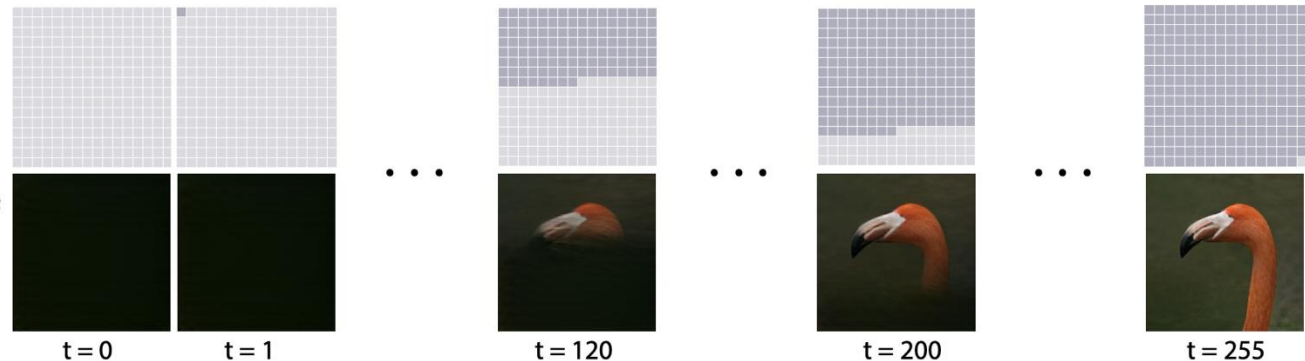 t = 0
t = 1
t = 120
t = 200
t = 255